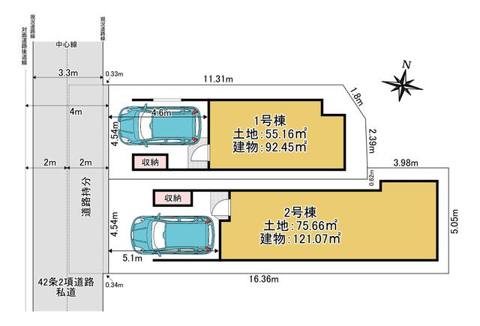 現況道路線
対面道路後退線
中心線
現況道路線
3.3m
0.33m
4m
2m
2m
道路持分
42条2項道路
私道
0.34m
11.31m
1.8m
2.39m
0.62m
3.98m
5.05m
16.36m
4.54m
4.6m
収納
1号棟
土地:55.16㎡
建物:92.45㎡
収納
4.54m
5.1m
2号棟
土地:75.66㎡
建物:121.07㎡
N